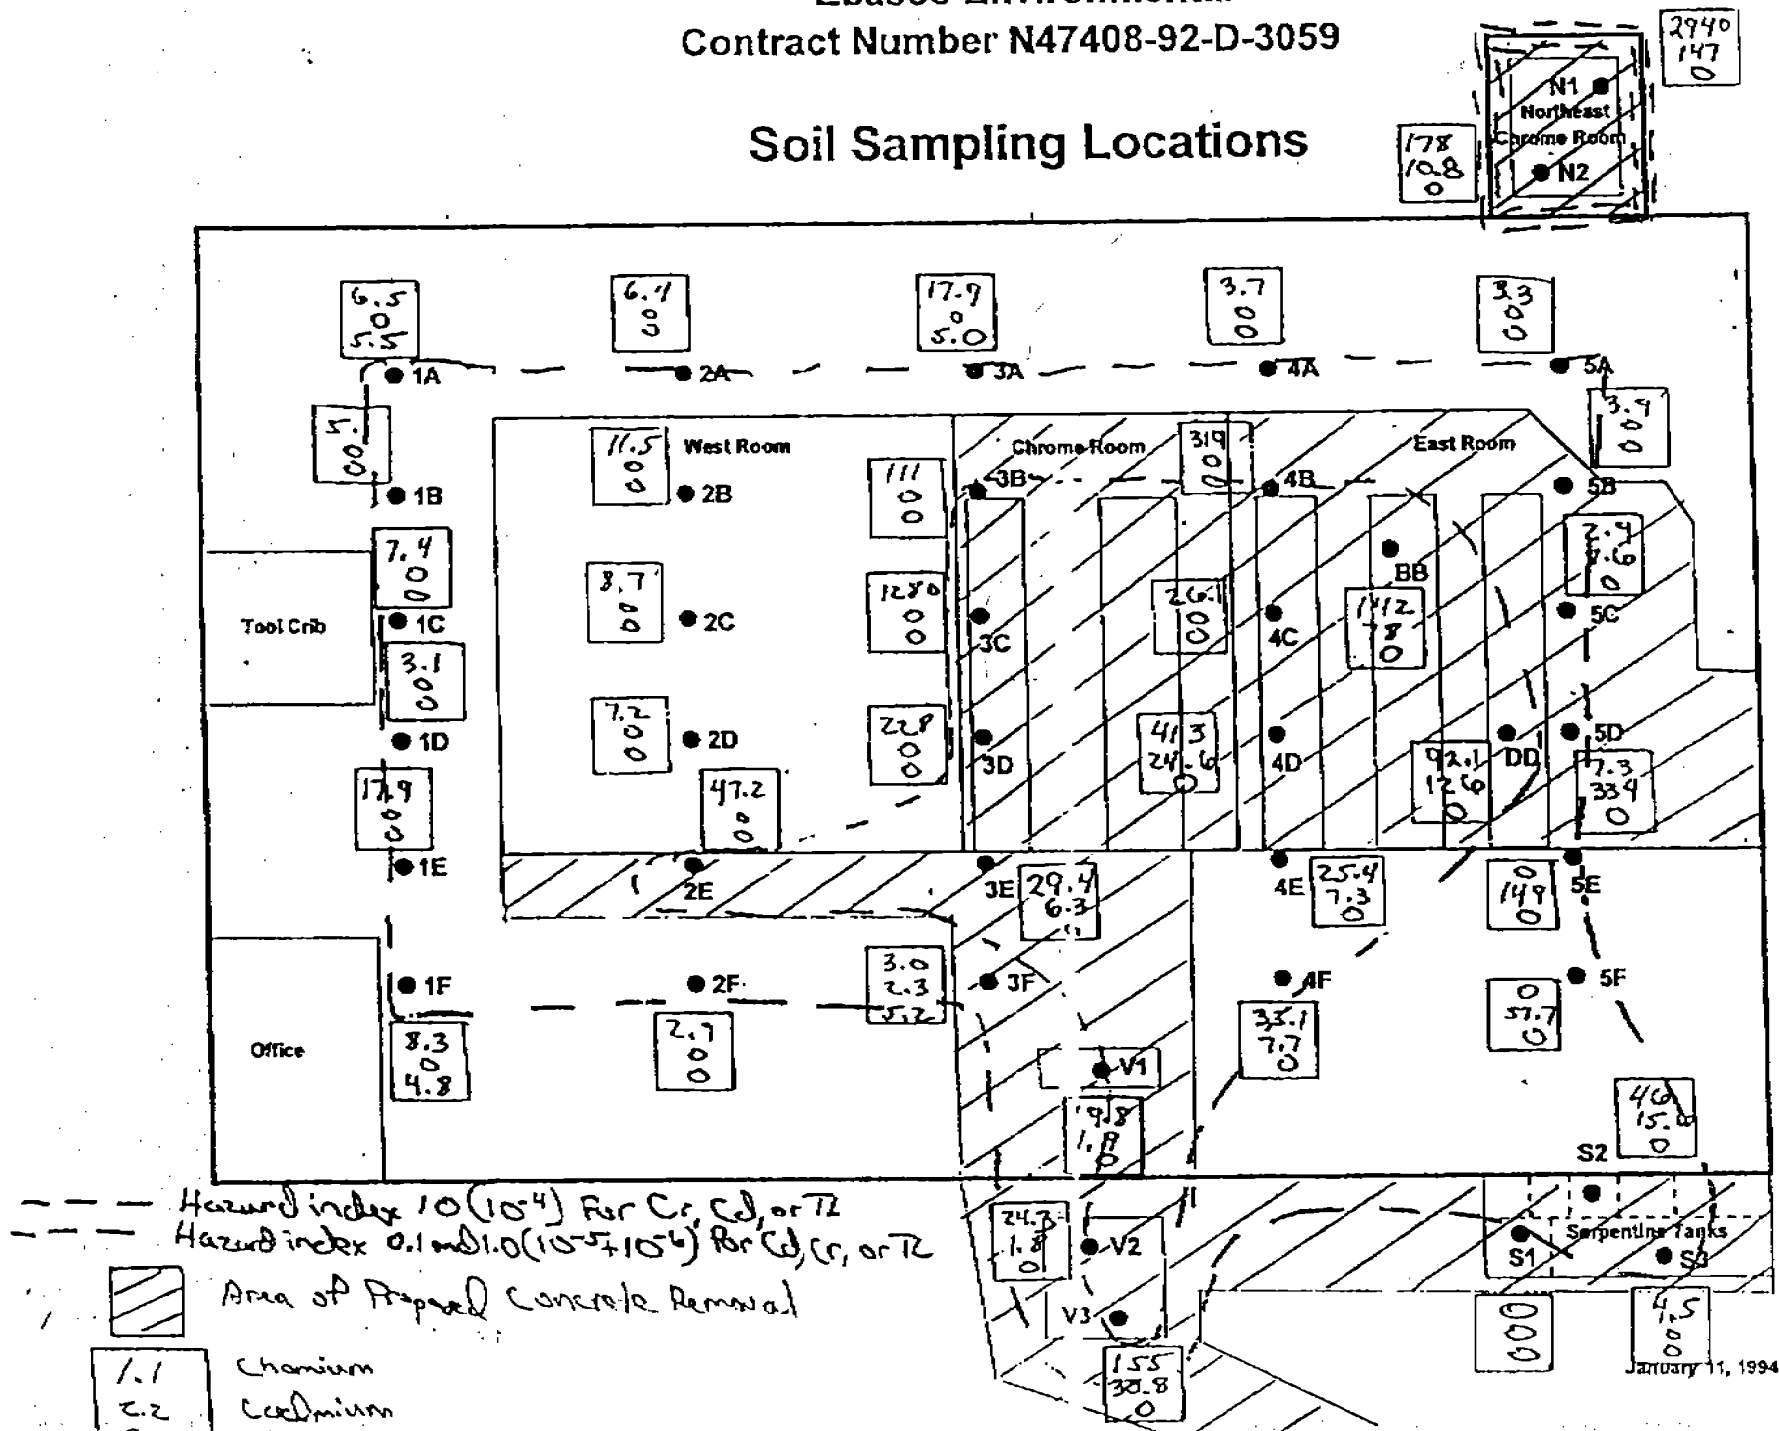 Contract Number N47408-92-D-3059
Soil Sampling Locations
2940
147
0
N1
Northeast
Chrome Room
N2
178
10.8
0
6.5
0
5.5
1A
6.4
0
0
2A
17.9
0
5.0
3A
3.7
0
0
4A
3.3
0
0
5A
0
0
1B
11.5
0
0
West Room
2B
111
0
0
Chrome Room
3B
319
0
0
4B
East Room
3.4
0
0
5B
7.4
0
0
Tool Crib
1C
8.7
0
0
2C
1280
0
0
3C
26.1
0
0
4C
BB
8
0
2.4
7.6
0
5C
3.1
0
0
1D
7.2
0
0
2D
228
0
0
3D
413
24.6
0
4D
92.1
126
0
DD
5D
7.3
334
0
17.9
0
0
1E
47.2
0
0
2E
3E
29.4
6.3
4E
25.4
7.3
0
0
149
0
5E
1F
8.3
0
4.8
Office
2F
2.9
0
0
3.0
2.3
5.2
3F
4F
33.1
7.7
0
5F
0
57.7
0
V1
19.8
0
46
0
S2
24.3
1.8
0
V2
V3
155
0
Serpentine Tanks
S1
S3
0
0
0
4.5
0
0
January 11, 1994
Hazard index 10 (10-4) For Cr, Cd, or TL
Hazard index 0.1 and 1.0 (10-5 + 10-6) For Cd, Cr, or TL
Area of Proposed Concrete Removal
1.1 Chomium
2.2 Cadmium